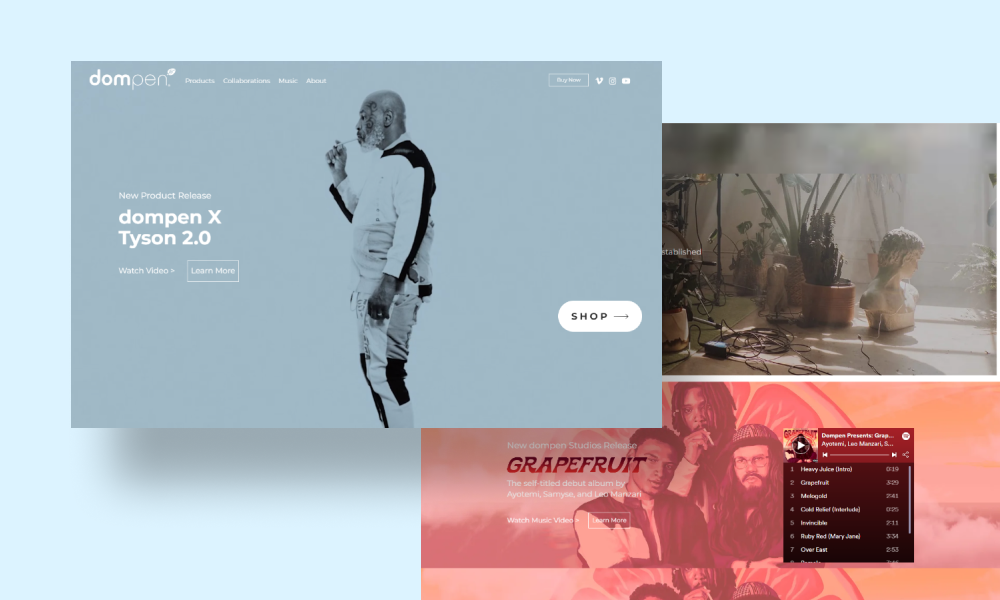 dompen
Products Collaborations Music About
Buy Now
New Product Release
dompen X
Tyson 2.0
Watch Video >
Learn More
SHOP
stablished
New dompen Studios Release
GRAPEFRUIT
The self-titled debut album by
Ayotemi, Samyse, and Leo Manzari
Watch Music Video >
Learn More
GRAPEFRUIT
Dompen Presents: Grap...
Ayotemi, Leo Manzari, S...
1 Heavy Juice (Intro) 0:19
2 Grapefruit 3:29
3 Melogold 2:41
4 Cold Relief (Interlude) 0:25
5 Invincible 2:11
6 Ruby Red (Mary Jane) 3:34
7 Over East 2:53